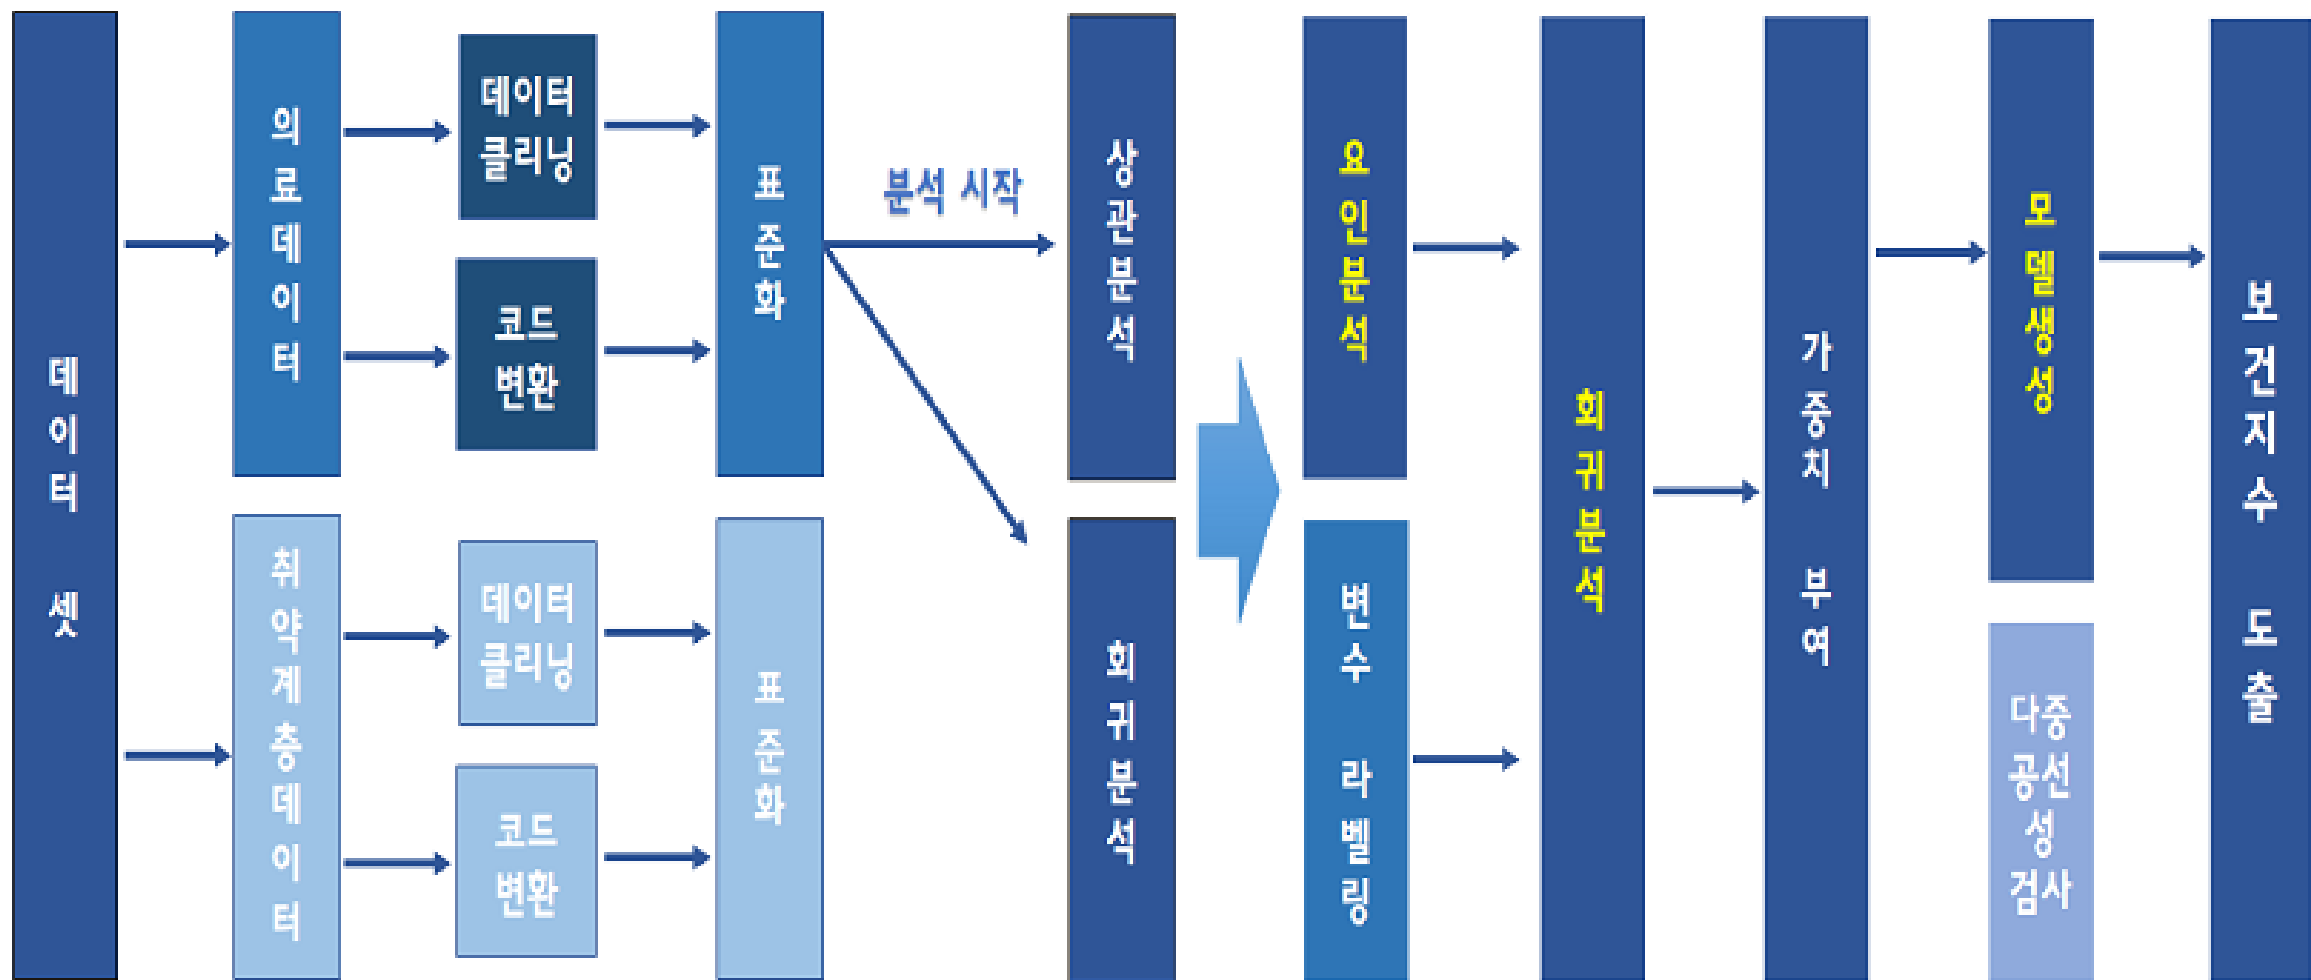 데이터 셋
의료데이터
데이터
클리닝
코드
변환
표준화
취약계층데이터
데이터
클리닝
코드
변환
표준화
분석 시작
상관분석
회귀분석
요인분석
변수 라벨링
회귀분석
가중치 부여
모델생성
다중
공선
성
검사
보건지수 도출